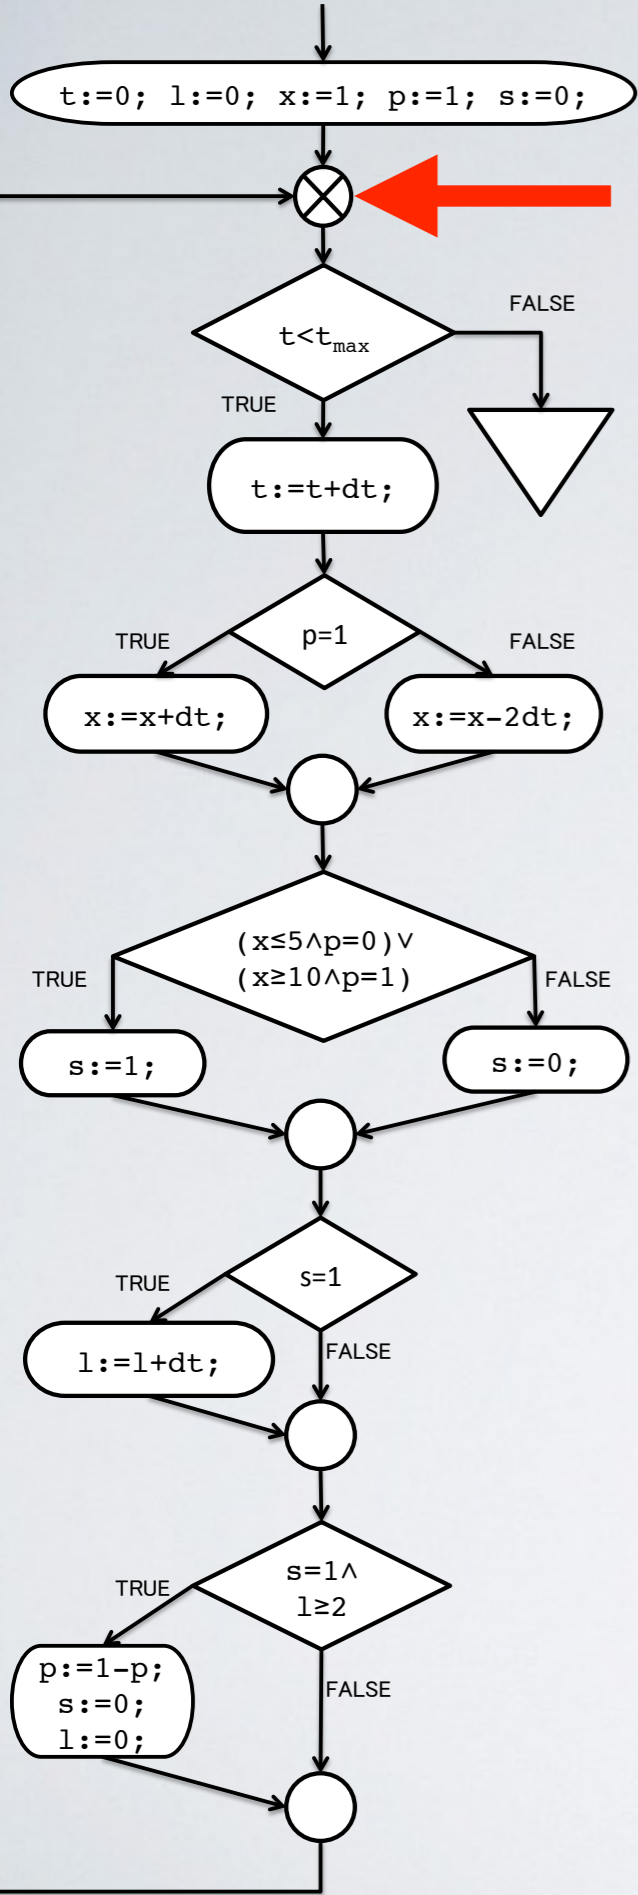 t:=0; l:=0; x:=1; p:=1; s:=0;
t<tmax
FALSE
TRUE
t:=t+dt;
p=1
TRUE
FALSE
x:=x+dt;
x:=x-2dt;
(x≤5∧p=0)∨
(x≥10∧p=1)
TRUE
FALSE
s:=1;
s:=0;
s=1
TRUE
FALSE
l:=l+dt;
s=1∧
l≥2
TRUE
FALSE
p:=1-p;
s:=0;
l:=0;